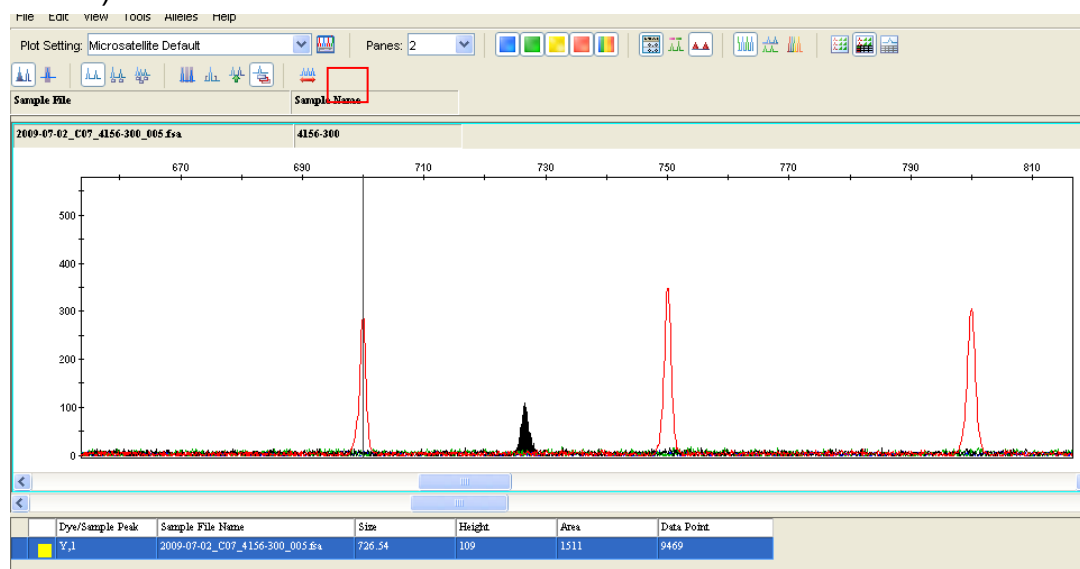 File Edit View Tools Alleles Help
Plot Setting: Microsatellite Default Panes: 2
Sample File Sample Name
2009-07-02_C07_4156-300_005.fsa 4156-300
670 690 710 730 750 770 790 810
500
400
300
200
100
0
Dye/Sample Peak Sample File Name Size Height Area Data Point
Y,1 2009-07-02_C07_4156-300_005.fsa 726.54 109 1511 9469